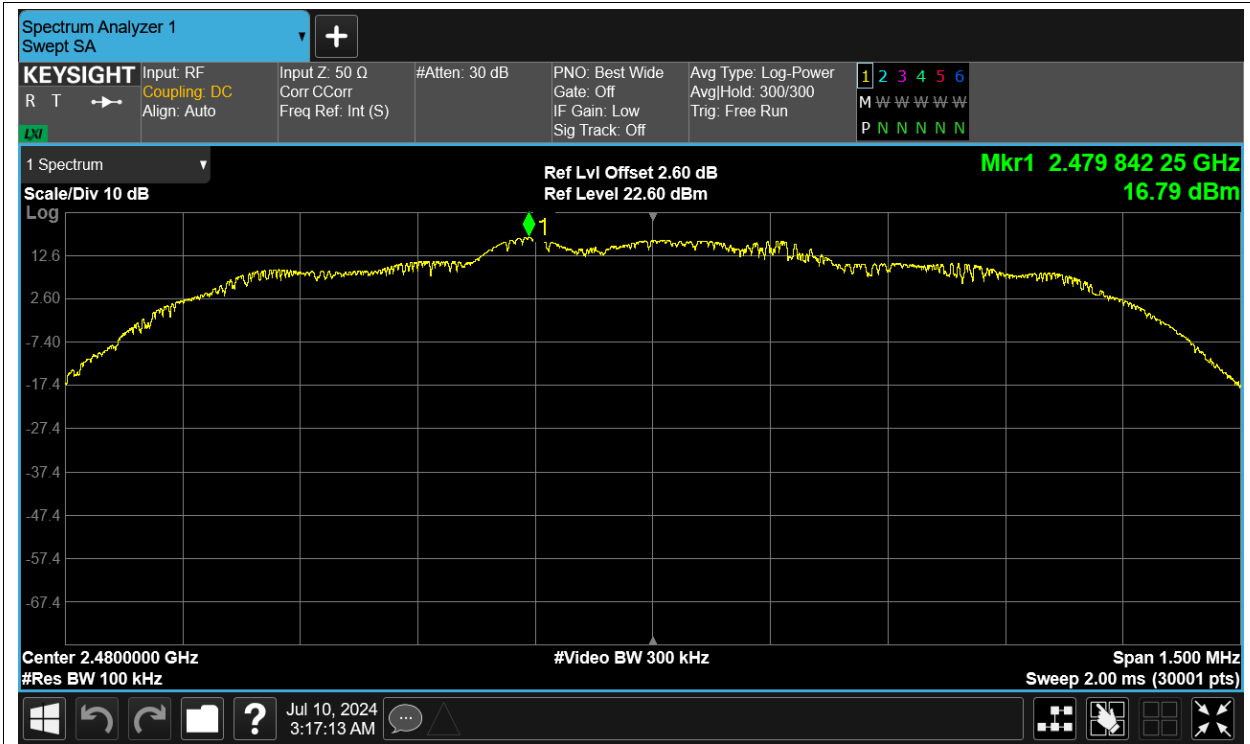 Spectrum Analyzer 1
Swept SA
KEYSIGHT
R T
LXI
Input: RF
Coupling: DC
Align: Auto
Input Z: 50 Ω
Corr CCorr
Freq Ref: Int (S)
#Atten: 30 dB
PNO: Best Wide
Gate: Off
IF Gain: Low
Sig Track: Off
Avg Type: Log-Power
Avg|Hold: 300/300
Trig: Free Run
1 2 3 4 5 6
M W W W W W
P N N N N N
1 Spectrum
Scale/Div 10 dB
Ref Lvl Offset 2.60 dB
Ref Level 22.60 dBm
Mkr1 2.479 842 25 GHz
16.79 dBm
Log
1
12.6
2.60
-7.40
-17.4
-27.4
-37.4
-47.4
-57.4
-67.4
Center 2.4800000 GHz
#Res BW 100 kHz
#Video BW 300 kHz
Span 1.500 MHz
Sweep 2.00 ms (30001 pts)
?
Jul 10, 2024
3:17:13 AM